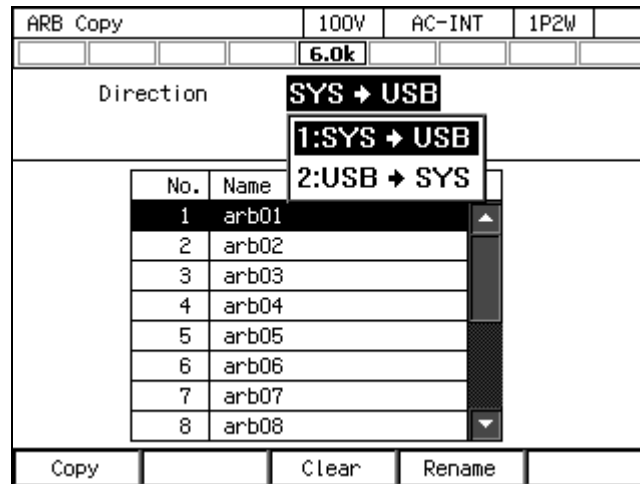 ARB Copy 100V AC-INT 1P2W
6.0k
Direction SYS → USB
1:SYS → USB
2:USB → SYS
No. Name
1 arb01
2 arb02
3 arb03
4 arb04
5 arb05
6 arb06
7 arb07
8 arb08
Copy Clear Rename